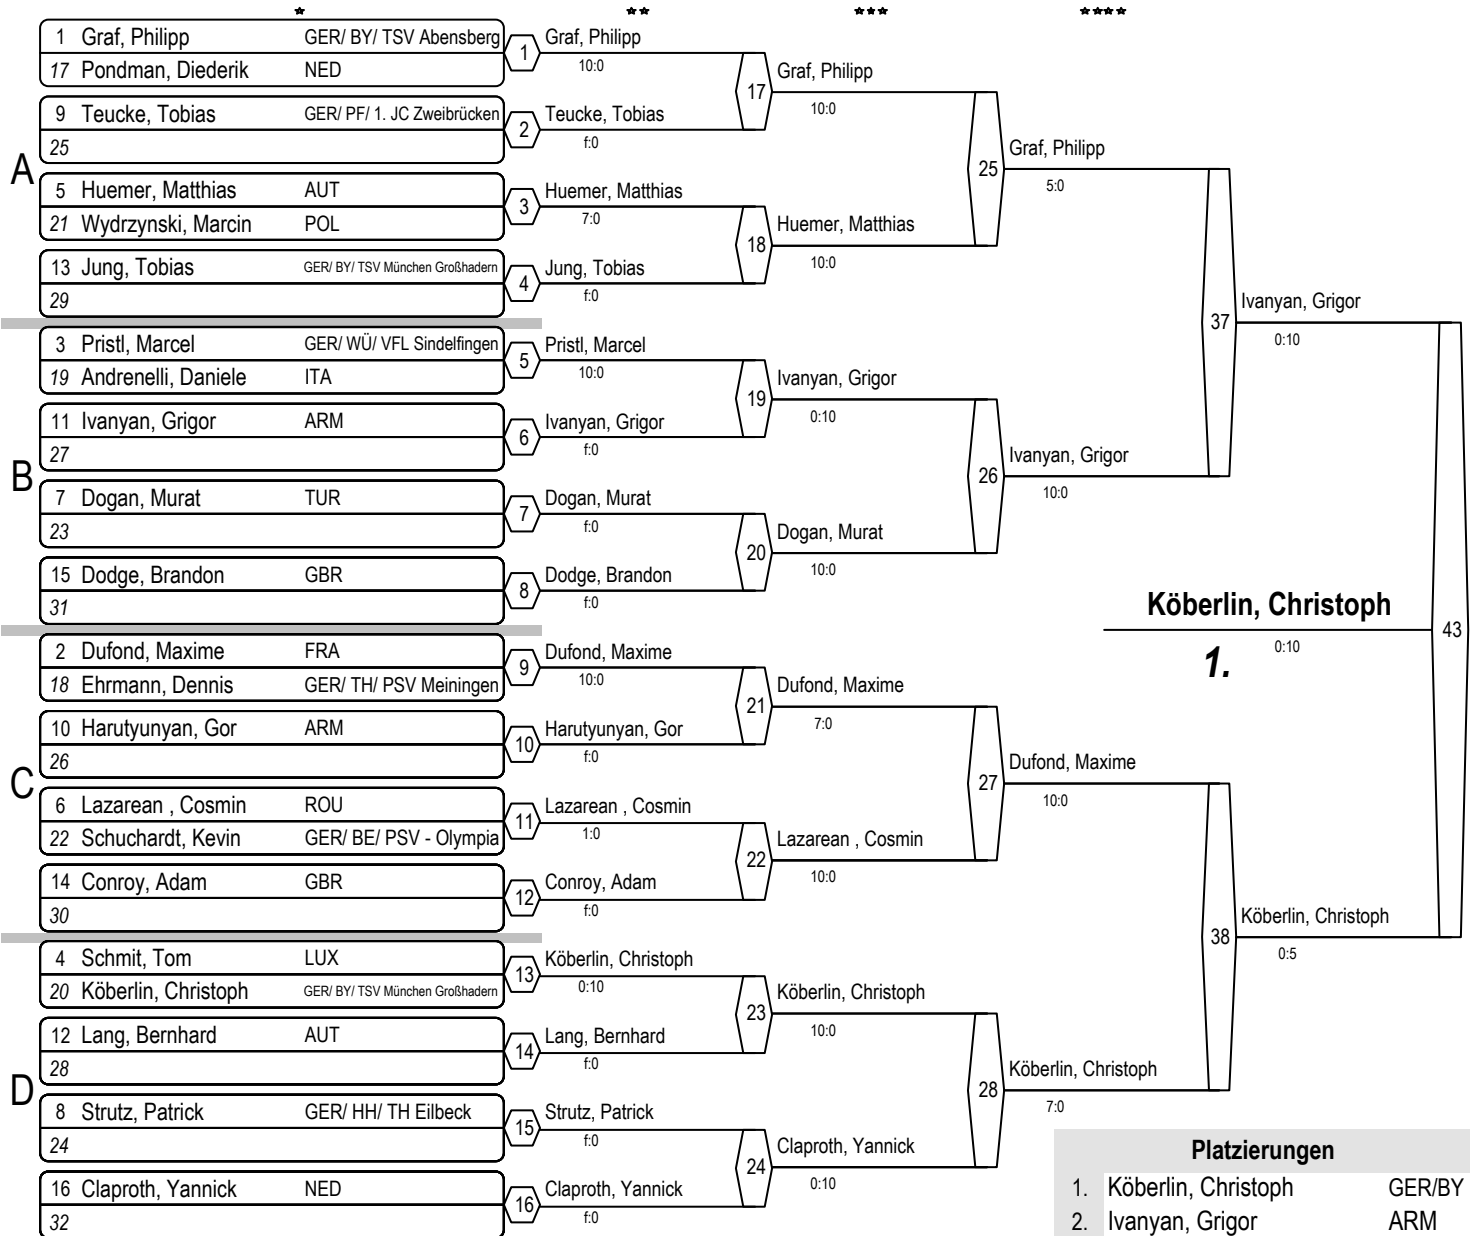 * ** *** ****
A
1 Graf, Philipp GER/ BY/ TSV Abensberg
17 Pondman, Diederik NED
9 Teucke, Tobias GER/ PF/ 1. JC Zweibrücken
25
5 Huemer, Matthias AUT
21 Wydrzynski, Marcin POL
13 Jung, Tobias GER/ BY/ TSV München Großhadern
29
B
3 Pristl, Marcel GER/ WÜ/ VFL Sindelfingen
19 Andrenelli, Daniele ITA
11 Ivanyan, Grigor ARM
27
7 Dogan, Murat TUR
23
15 Dodge, Brandon GBR
31
C
2 Dufond, Maxime FRA
18 Ehrmann, Dennis GER/ TH/ PSV Meiningen
10 Harutyunyan, Gor ARM
26
6 Lazarean , Cosmin ROU
22 Schuchardt, Kevin GER/ BE/ PSV - Olympia
14 Conroy, Adam GBR
30
D
4 Schmit, Tom LUX
20 Köberlin, Christoph GER/ BY/ TSV München Großhadern
12 Lang, Bernhard AUT
28
8 Strutz, Patrick GER/ HH/ TH Eilbeck
24
16 Claproth, Yannick NED
32
1 Graf, Philipp
10:0
2 Teucke, Tobias
f:0
3 Huemer, Matthias
7:0
4 Jung, Tobias
f:0
5 Pristl, Marcel
10:0
6 Ivanyan, Grigor
f:0
7 Dogan, Murat
f:0
8 Dodge, Brandon
f:0
9 Dufond, Maxime
10:0
10 Harutyunyan, Gor
f:0
11 Lazarean , Cosmin
1:0
12 Conroy, Adam
f:0
13 Köberlin, Christoph
0:10
14 Lang, Bernhard
f:0
15 Strutz, Patrick
f:0
16 Claproth, Yannick
f:0
17 Graf, Philipp
10:0
18 Huemer, Matthias
10:0
19 Ivanyan, Grigor
0:10
20 Dogan, Murat
10:0
21 Dufond, Maxime
7:0
22 Lazarean , Cosmin
10:0
23 Köberlin, Christoph
10:0
24 Claproth, Yannick
0:10
25 Graf, Philipp
5:0
26 Ivanyan, Grigor
10:0
27 Dufond, Maxime
10:0
28 Köberlin, Christoph
7:0
37 Ivanyan, Grigor
0:10
38 Köberlin, Christoph
0:5
43 Köberlin, Christoph
1. 0:10
Platzierungen
1. Köberlin, Christoph GER/BY
2. Ivanyan, Grigor ARM